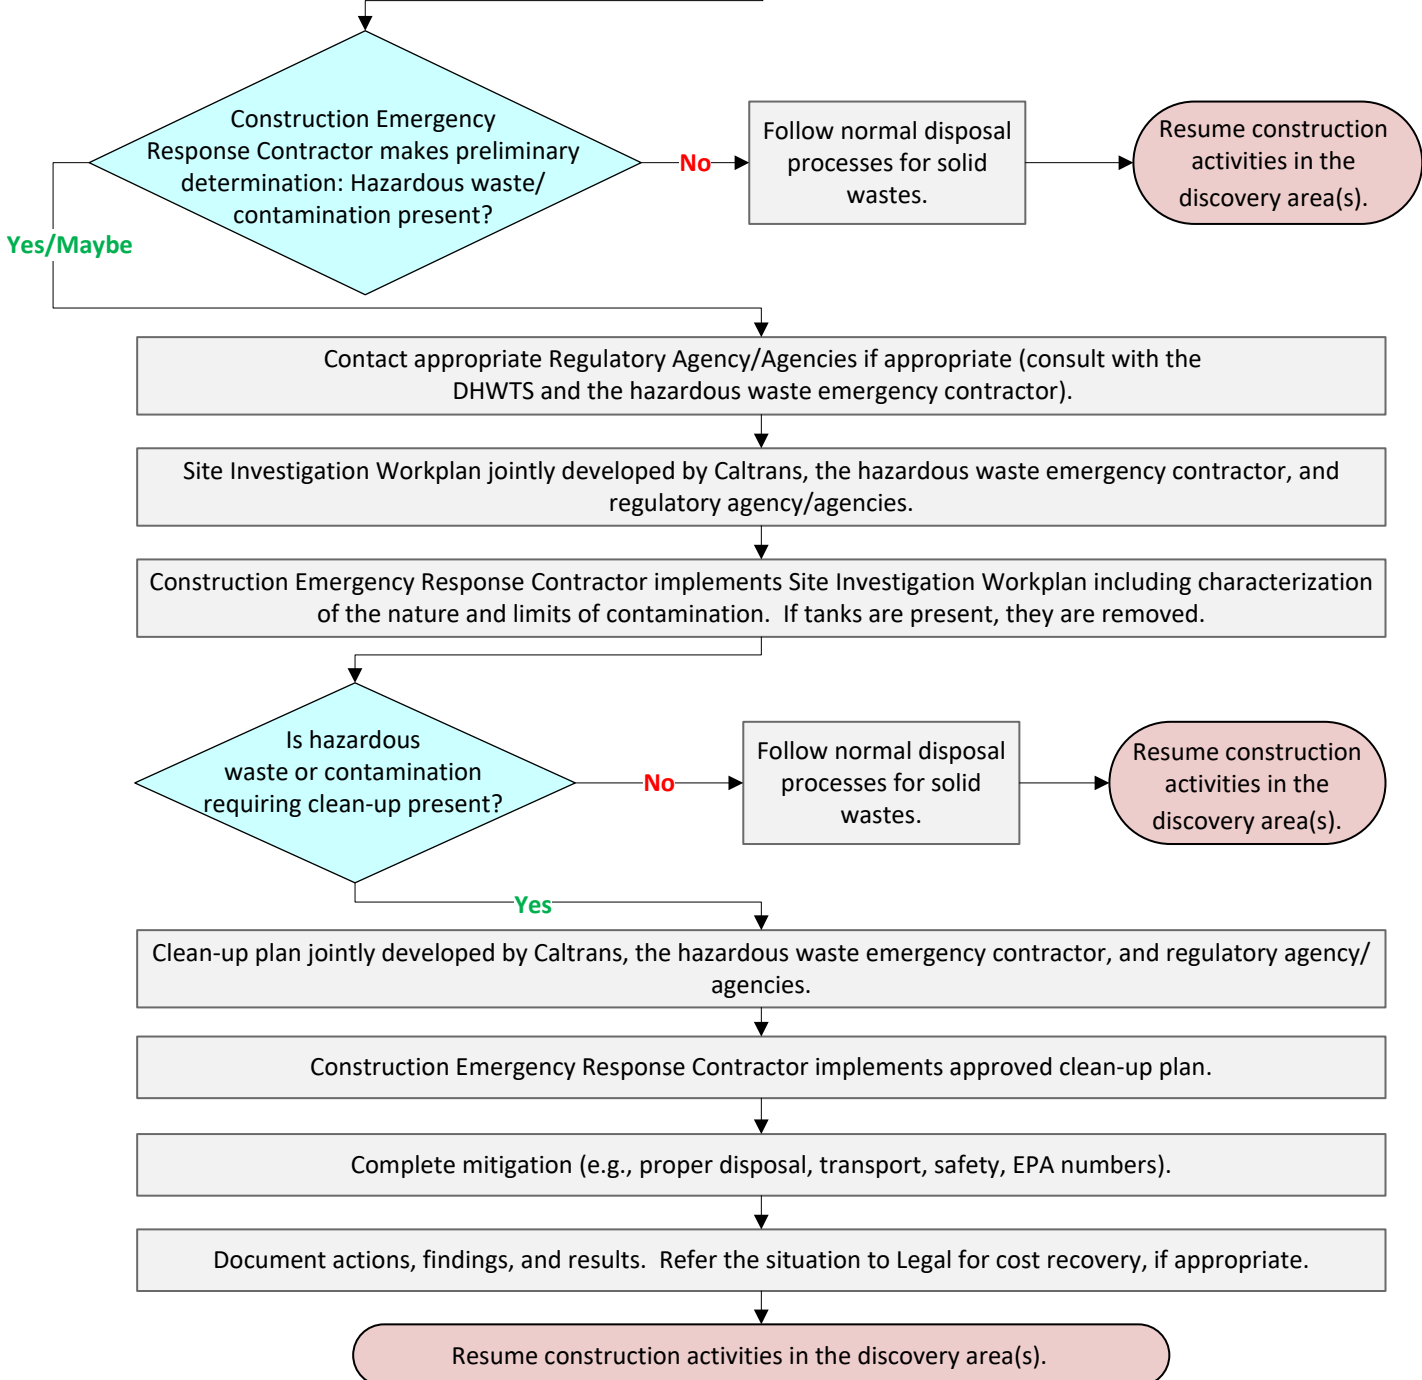 Construction Emergency
Response Contractor makes preliminary
determination: Hazardous waste/
contamination present?
No
Follow normal disposal
processes for solid
wastes.
Resume construction
activities in the
discovery area(s).
Yes/Maybe
Contact appropriate Regulatory Agency/Agencies if appropriate (consult with the
DHWTS and the hazardous waste emergency contractor).
Site Investigation Workplan jointly developed by Caltrans, the hazardous waste emergency contractor, and
regulatory agency/agencies.
Construction Emergency Response Contractor implements Site Investigation Workplan including characterization
of the nature and limits of contamination.  If tanks are present, they are removed.
Is hazardous
waste or contamination
requiring clean-up present?
No
Follow normal disposal
processes for solid
wastes.
Resume construction
activities in the
discovery area(s).
Yes
Clean-up plan jointly developed by Caltrans, the hazardous waste emergency contractor, and regulatory agency/
agencies.
Construction Emergency Response Contractor implements approved clean-up plan.
Complete mitigation (e.g., proper disposal, transport, safety, EPA numbers).
Document actions, findings, and results.  Refer the situation to Legal for cost recovery, if appropriate.
Resume construction activities in the discovery area(s).